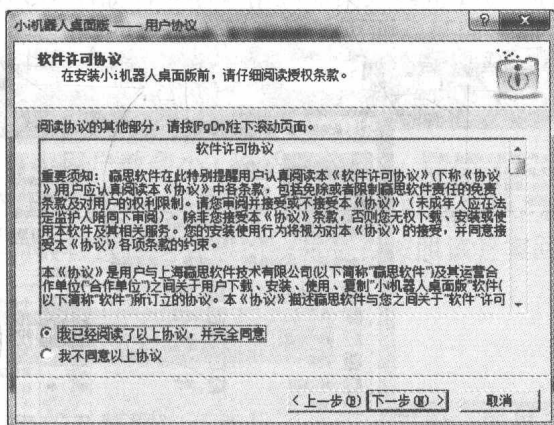 小i机器人桌面版 —— 用户协议
软件许可协议
在安装小i机器人桌面版前，请仔细阅读授权条款。
阅读协议的其他部分，请按[PgDn]往下滚动页面。
软件许可协议
重要须知：赢思软件在此特别提醒用户认真阅读本《软件许可协议》(下称《协议
》)用户应认真阅读本《协议》中各条款，包括免除或者限制赢思软件责任的免责
条款及对用户的权利限制。请您审阅并接受或不接受本《协议》（未成年人应在法
定监护人陪同下审阅）。除非您接受本《协议》条款，否则您无权下载、安装或使
用本软件及其相关服务。您的安装使用行为将视为对本《协议》的接受，并同意接
受本《协议》各项条款的约束。
本《协议》是用户与上海赢思软件技术有限公司(以下简称"赢思软件")及其运营合
作单位("合作单位")之间关于用户下载、安装、使用、复制"小i机器人桌面版"软件(
以下简称"软件")所订立的协议。本《协议》描述赢思软件与您之间关于"软件"许可
我已经阅读了以上协议，并完全同意
我不同意以上协议
< 上一步(B) 下一步(N) > 取消